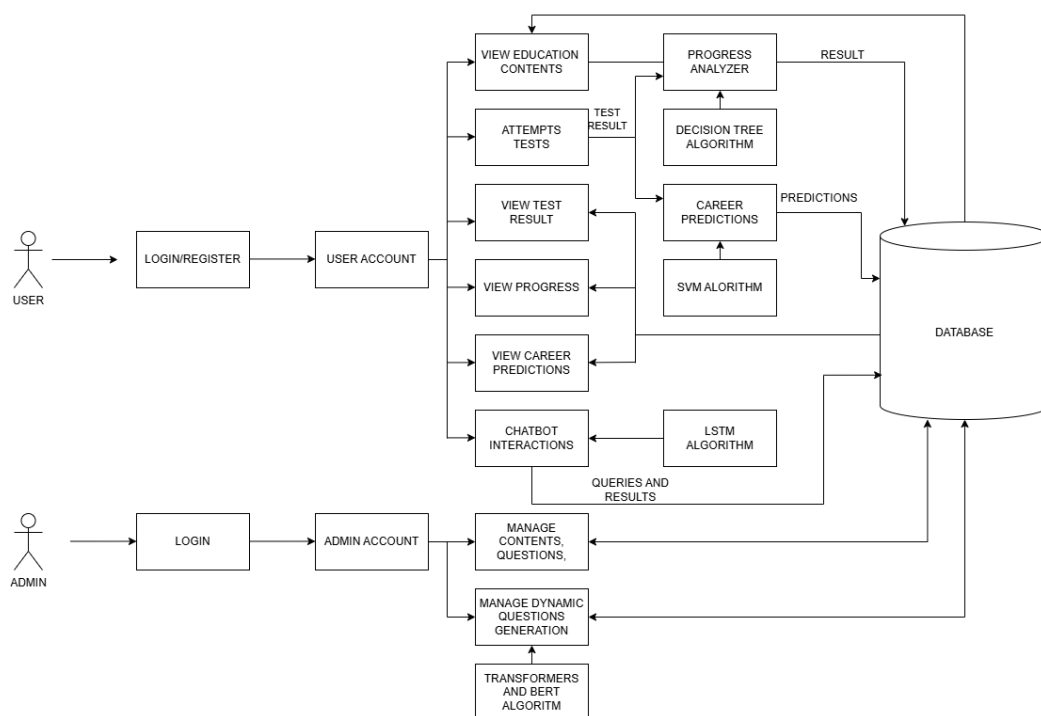 VIEW EDUCATION
CONTENTS
PROGRESS
ANALYZER
RESULT
ATTEMPTS
TESTS
TEST
RESULT
DECISION TREE
ALGORITHM
VIEW TEST
RESULT
CAREER
PREDICTIONS
PREDICTIONS
USER
LOGIN/REGISTER
USER ACCOUNT
VIEW PROGRESS
SVM ALORITHM
DATABASE
VIEW CAREER
PREDICTIONS
CHATBOT
INTERACTIONS
LSTM
ALGORITHM
QUERIES AND
RESULTS
ADMIN
LOGIN
ADMIN ACCOUNT
MANAGE
CONTENTS,
QUESTIONS,
MANAGE DYNAMIC
QUESTIONS
GENERATION
TRANSFORMERS
AND BERT
ALGORITM